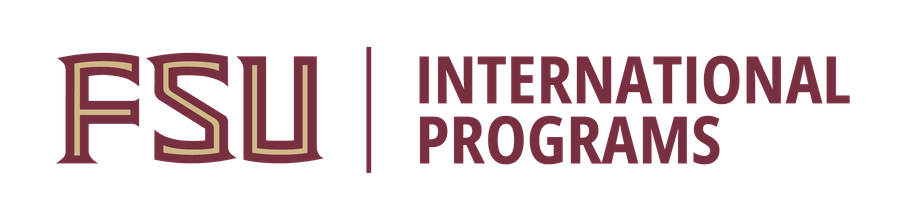 FSU
INTERNATIONAL
PROGRAMS